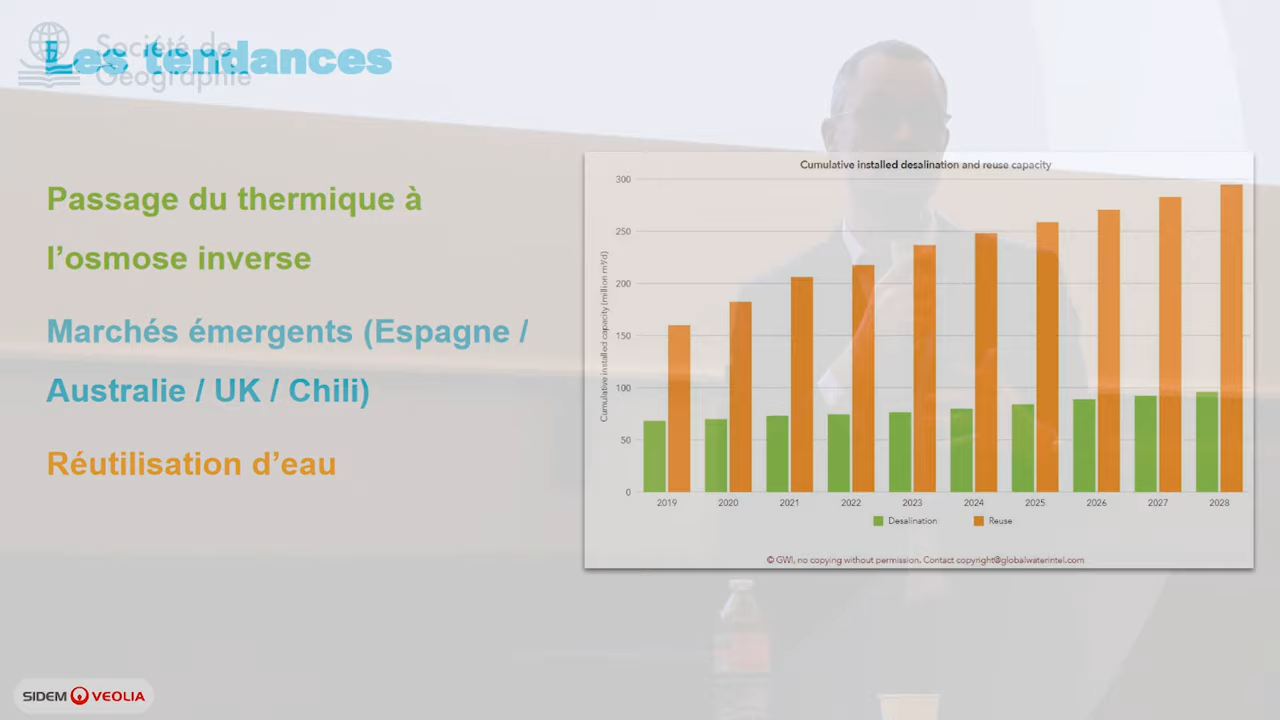 Société de
Géographie
Les tendances
Passage du thermique à
l'osmose inverse
Marchés émergents (Espagne /
Australie / UK / Chili)
Réutilisation d'eau
Cumulative installed desalination and reuse capacity
Cumulative installed capacity (million m³/d)
300
250
200
150
100
50
0
2019 2020 2021 2022 2023 2024 2025 2026 2027 2028
Desalination Reuse
© GWI, no copying without permission. Contact copyright@globalwaterintel.com
SIDEM VEOLIA